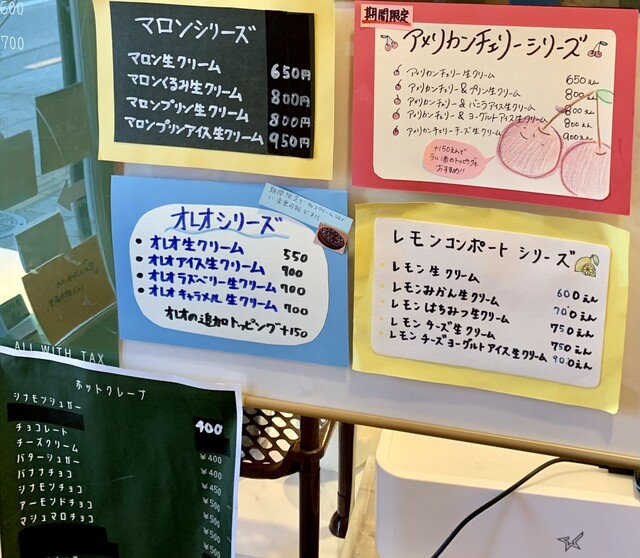 600
700
マロンシリーズ
マロン生クリーム 650円
マロンくるみ生クリーム 800円
マロンプリン生クリーム 800円
マロンプリンアイス生クリーム 950円
期間限定
アメリカンチェリーシリーズ
アメリカンチェリー生クリーム 650えん
アメリカンチェリー&プリン生クリーム 800えん
アメリカンチェリー&バニラアイス生クリーム 800えん
アメリカンチェリー&ヨーグルトアイス生クリーム 800えん
アメリカンチェリーチーズ生クリーム 900えん
+150えんで
ラム酒のトッピングも
おすすめ!!
オレオシリーズ
オレオ生クリーム 550
オレオアイス生クリーム 700
オレオラズベリー生クリーム 700
オレオキャラメル生クリーム 700
オレオの追加トッピング+150
レモンコンポートシリーズ
レモン生クリーム 600えん
レモンみかん生クリーム 700えん
レモンはちみつ生クリーム 750えん
レモンチーズ生クリーム 750えん
レモンチーズヨーグルトアイス生クリーム 900えん
ALL WITH TAX
ホットクレープ
シナモンシュガー
400
チョコレート
チーズクリーム ¥400
バターシュガー ¥400
バナナチョコ ¥450
シナモンチョコ ¥500
アーモンドチョコ ¥500
マシュマロチョコ ¥500